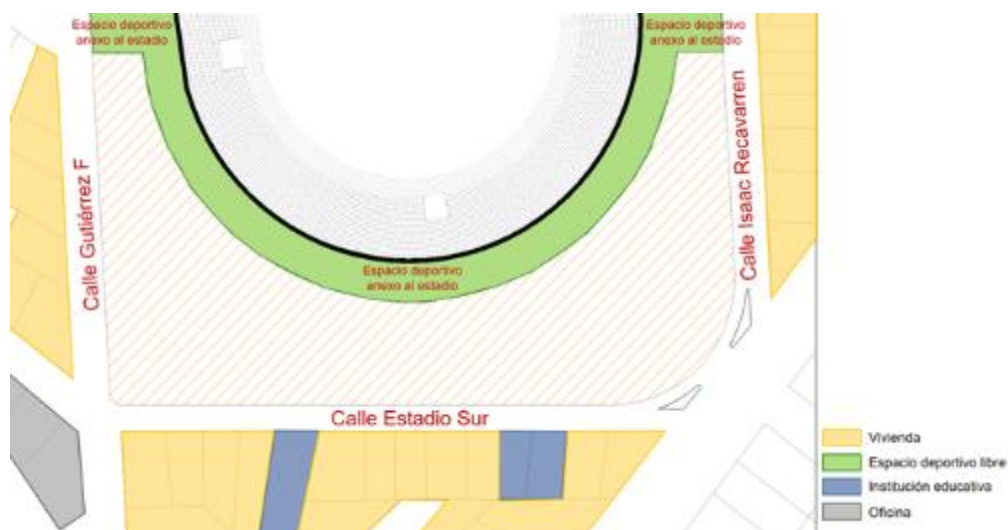 Espacio deportivo
anexo al estadio
Espacio deportivo
anexo al estadio
Calle Gutiérrez F
Calle Isaac Recavarren
Espacio deportivo
anexo al estadio
Calle Estadio Sur
Vivienda
Espacio deportivo libre
Institución educativa
Oficina